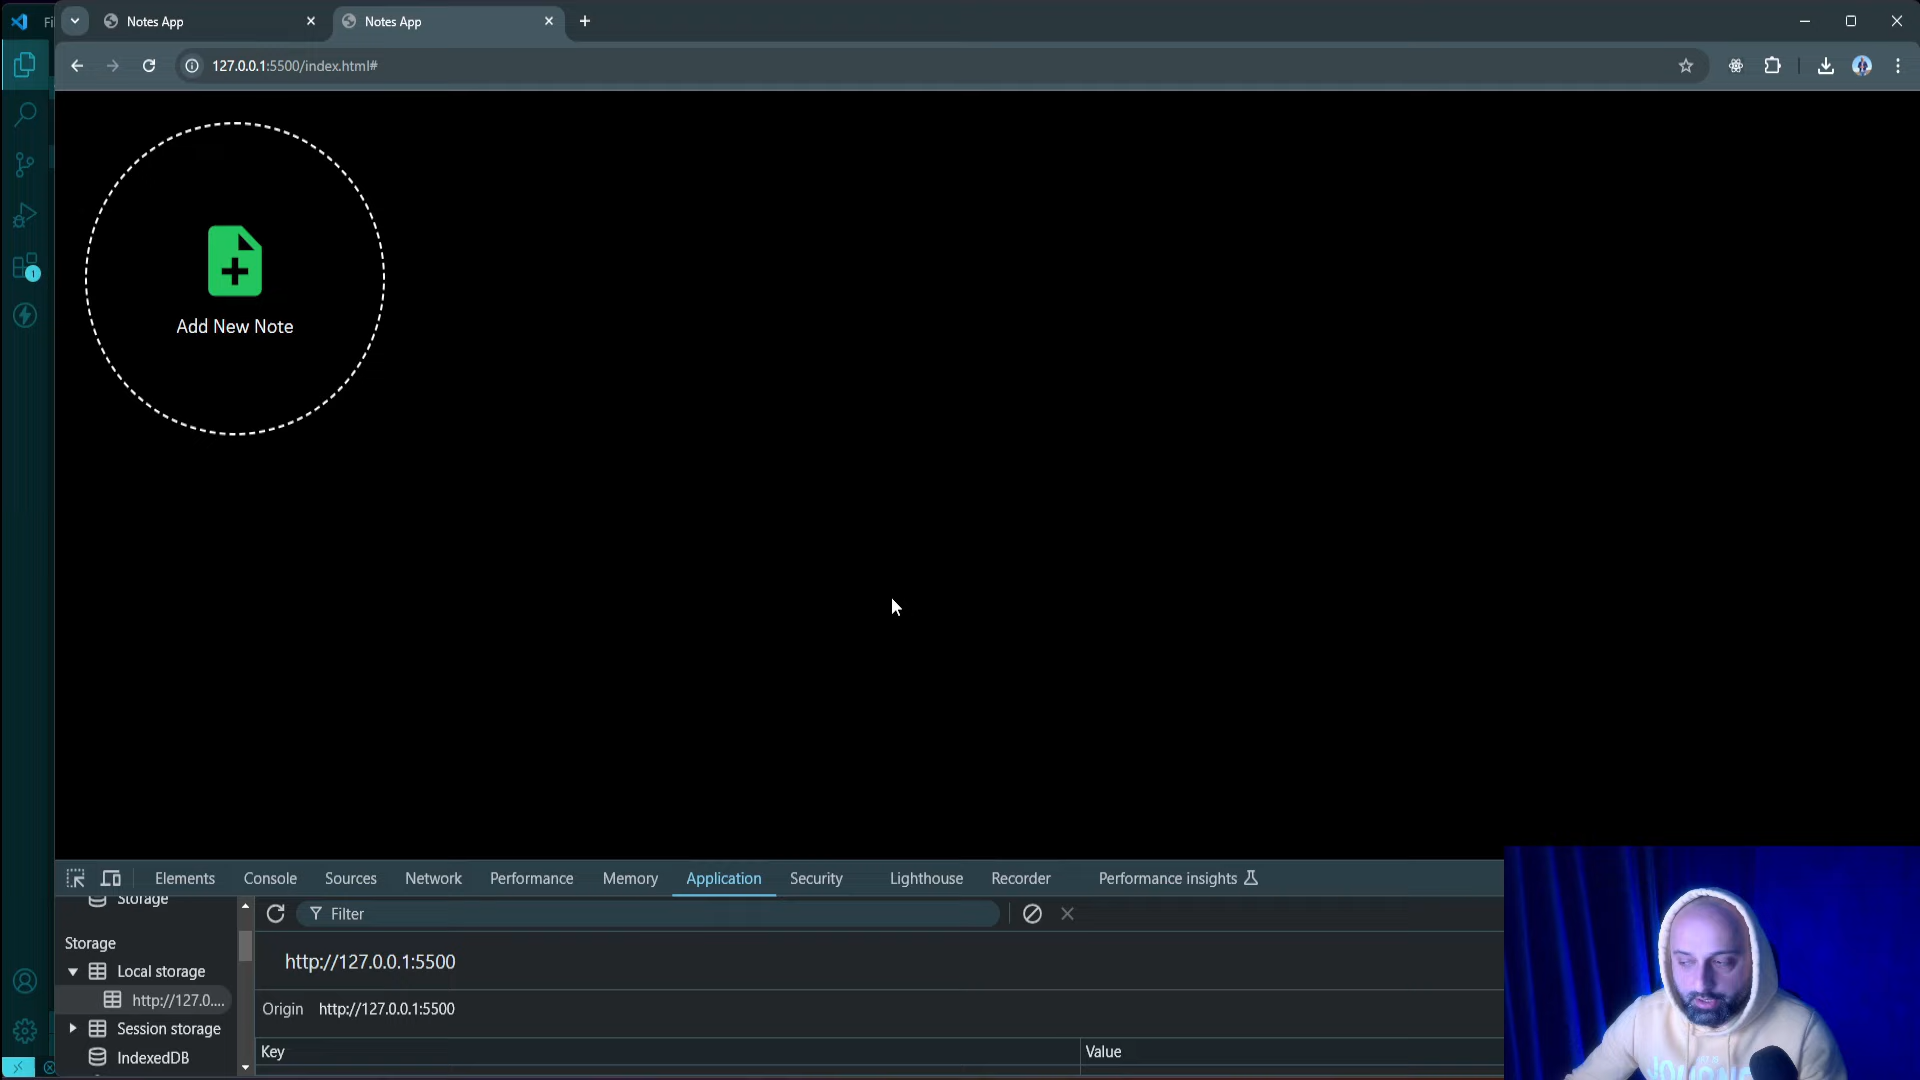 Fi
Notes App
Notes App
127.0.0.1:5500/index.html#
1
Add New Note
Elements
Console
Sources
Network
Performance
Memory
Application
Security
Lighthouse
Recorder
Performance insights
Storage
Filter
Storage
http://127.0.0.1:5500
Local storage
http://127.0....
Origin http://127.0.0.1:5500
Session storage
Key
Value
IndexedDB